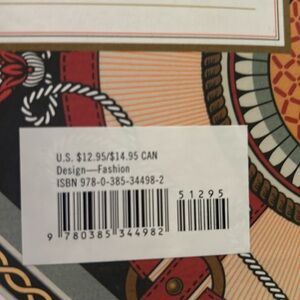 U.S. $12.95/$14.95 CAN
Design—Fashion
ISBN 978-0-385-34498-2
51295
9 780385 344982